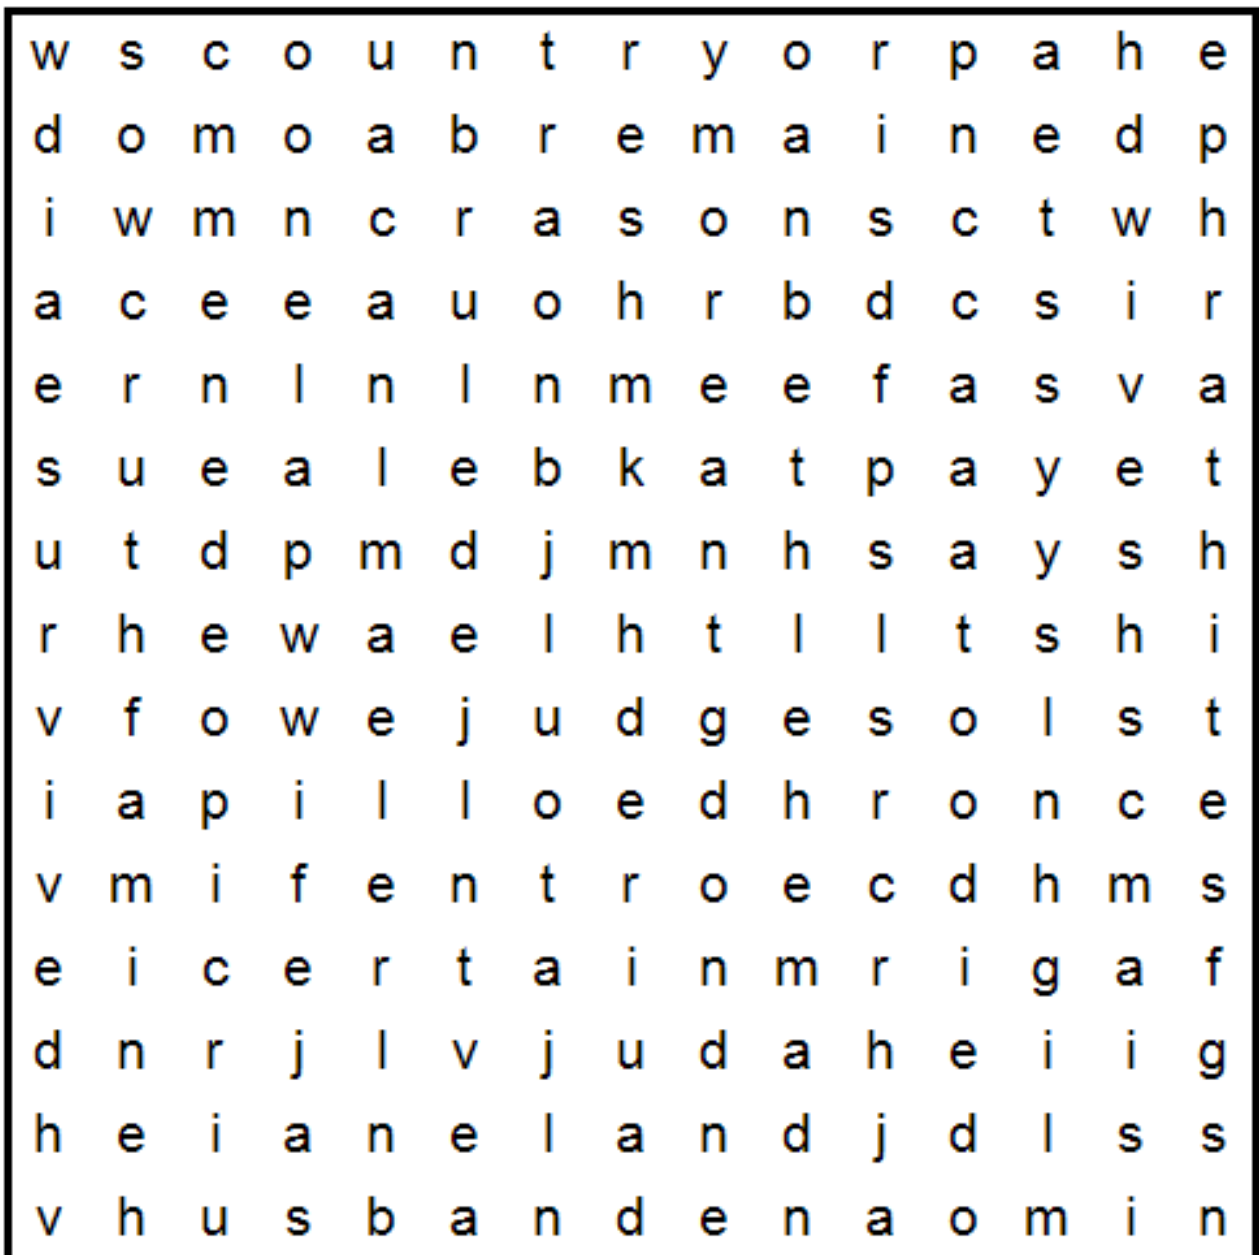 w s c o u n t r y o r p a h e
d o m o a b r e m a i n e d p
i w m n c r a s o n s c t w h
a c e e a u o h r b d c s i r
e r n l n l n m e e f a s v a
s u e a l e b k a t p a y e t
u t d p m d j m n h s a y s h
r h e w a e l h t l l t s h i
v f o w e j u d g e s o l s t
i a p i l l o e d h r o n c e
v m i f e n t r o e c d h m s
e i c e r t a i n m r i g a f
d n r j l v j u d a h e i i g
h e i a n e l a n d j d l s s
v h u s b a n d e n a o m i n